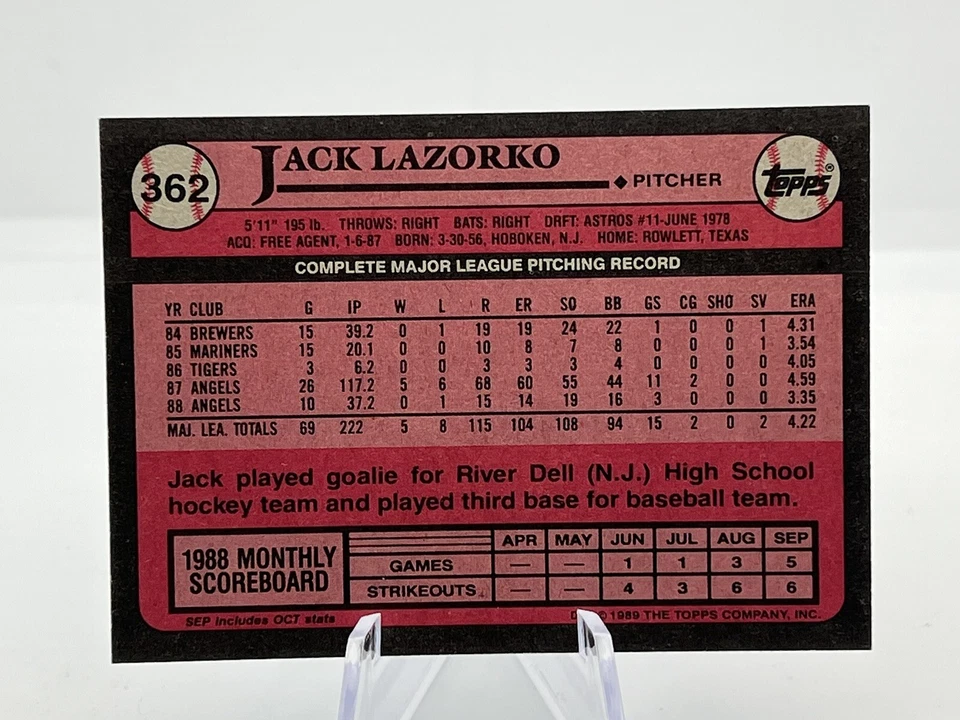 362
JACK LAZORKO
PITCHER
TOPPS®
5'11" 195 lb. THROWS: RIGHT BATS: RIGHT DRFT: ASTROS #11-JUNE 1978
ACQ: FREE AGENT, 1-6-87 BORN: 3-30-56, HOBOKEN, N.J. HOME: ROWLETT, TEXAS
COMPLETE MAJOR LEAGUE PITCHING RECORD
YR CLUB G IP W L R ER SO BB GS CG SHO SV ERA
84 BREWERS 15 39.2 0 1 19 19 24 22 1 0 0 1 4.31
85 MARINERS 15 20.1 0 0 10 8 7 8 0 0 0 1 3.54
86 TIGERS 3 6.2 0 0 3 3 3 4 0 0 0 0 4.05
87 ANGELS 26 117.2 5 6 68 60 55 44 11 2 0 0 4.59
88 ANGELS 10 37.2 0 1 15 14 19 16 3 0 0 0 3.35
MAJ. LEA. TOTALS 69 222 5 8 115 104 108 94 15 2 0 2 4.22
Jack played goalie for River Dell (N.J.) High School
hockey team and played third base for baseball team.
1988 MONTHLY
SCOREBOARD
APR MAY JUN JUL AUG SEP
GAMES — — 1 1 3 5
STRIKEOUTS — — 4 3 6 6
SEP includes OCT stats
© 1989 THE TOPPS COMPANY, INC.